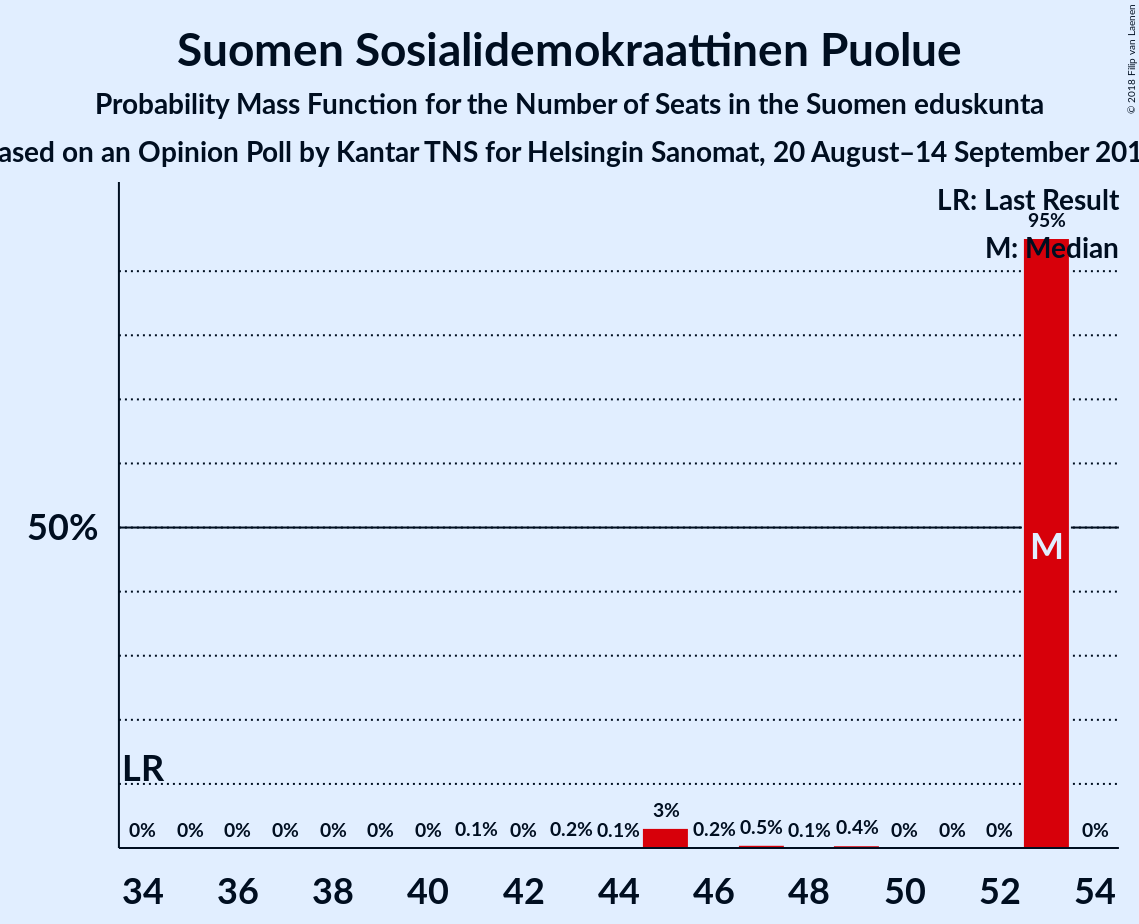 Suomen Sosialidemokraattinen Puolue
Probability Mass Function for the Number of Seats in the Suomen eduskunta
ased on an Opinion Poll by Kantar TNS for Helsingin Sanomat, 20 August–14 September 201
© 2018 Filip van Laenen
LR: Last Result
95%
M: Median
50%
M
LR
0% 0% 0% 0% 0% 0% 0% 0.1% 0% 0.2% 0.1% 3% 0.2% 0.5% 0.1% 0.4% 0% 0% 0% 0%
34 36 38 40 42 44 46 48 50 52 54